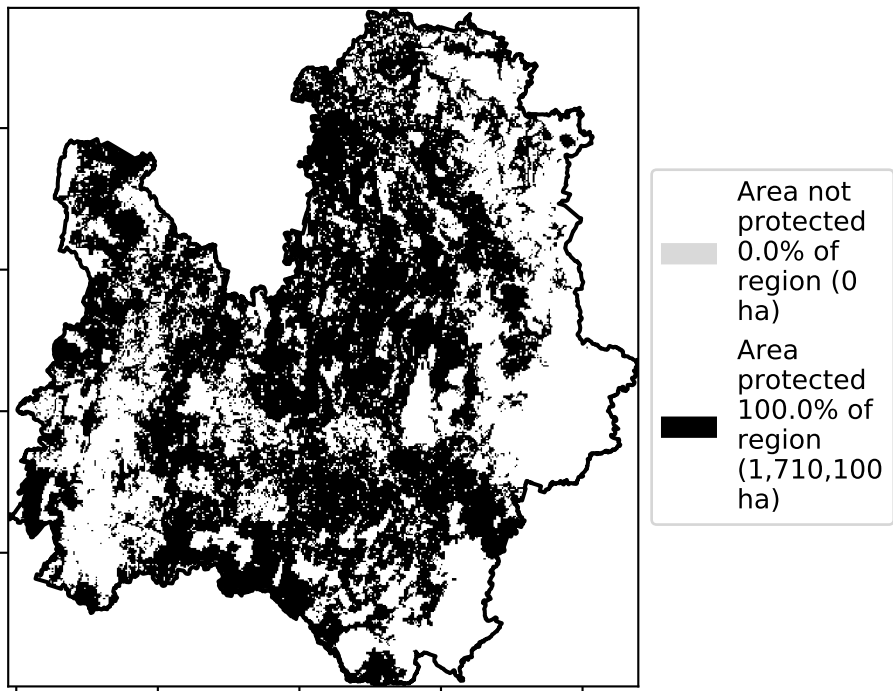 Area not
protected
0.0% of
region (0
ha)
Area
protected
100.0% of
region
(1,710,100
ha)